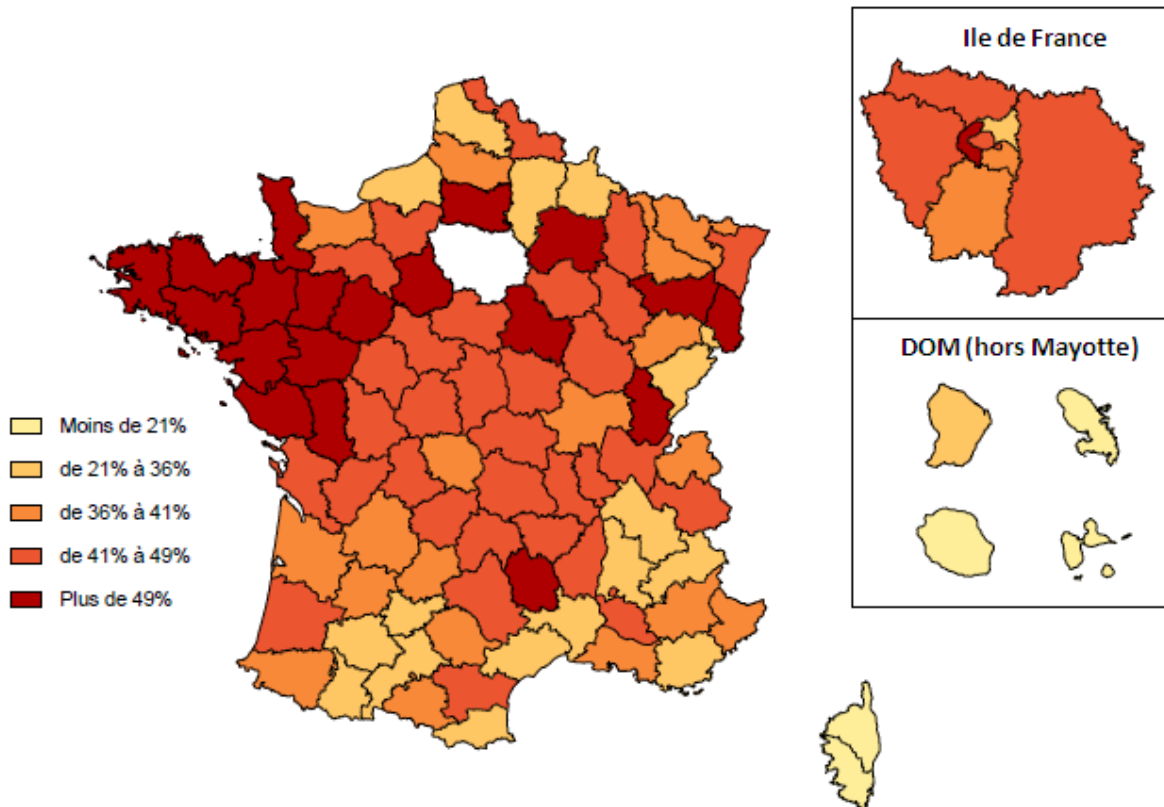 Ile de France
DOM (hors Mayotte)
Moins de 21%
de 21% à 36%
de 36% à 41%
de 41% à 49%
Plus de 49%